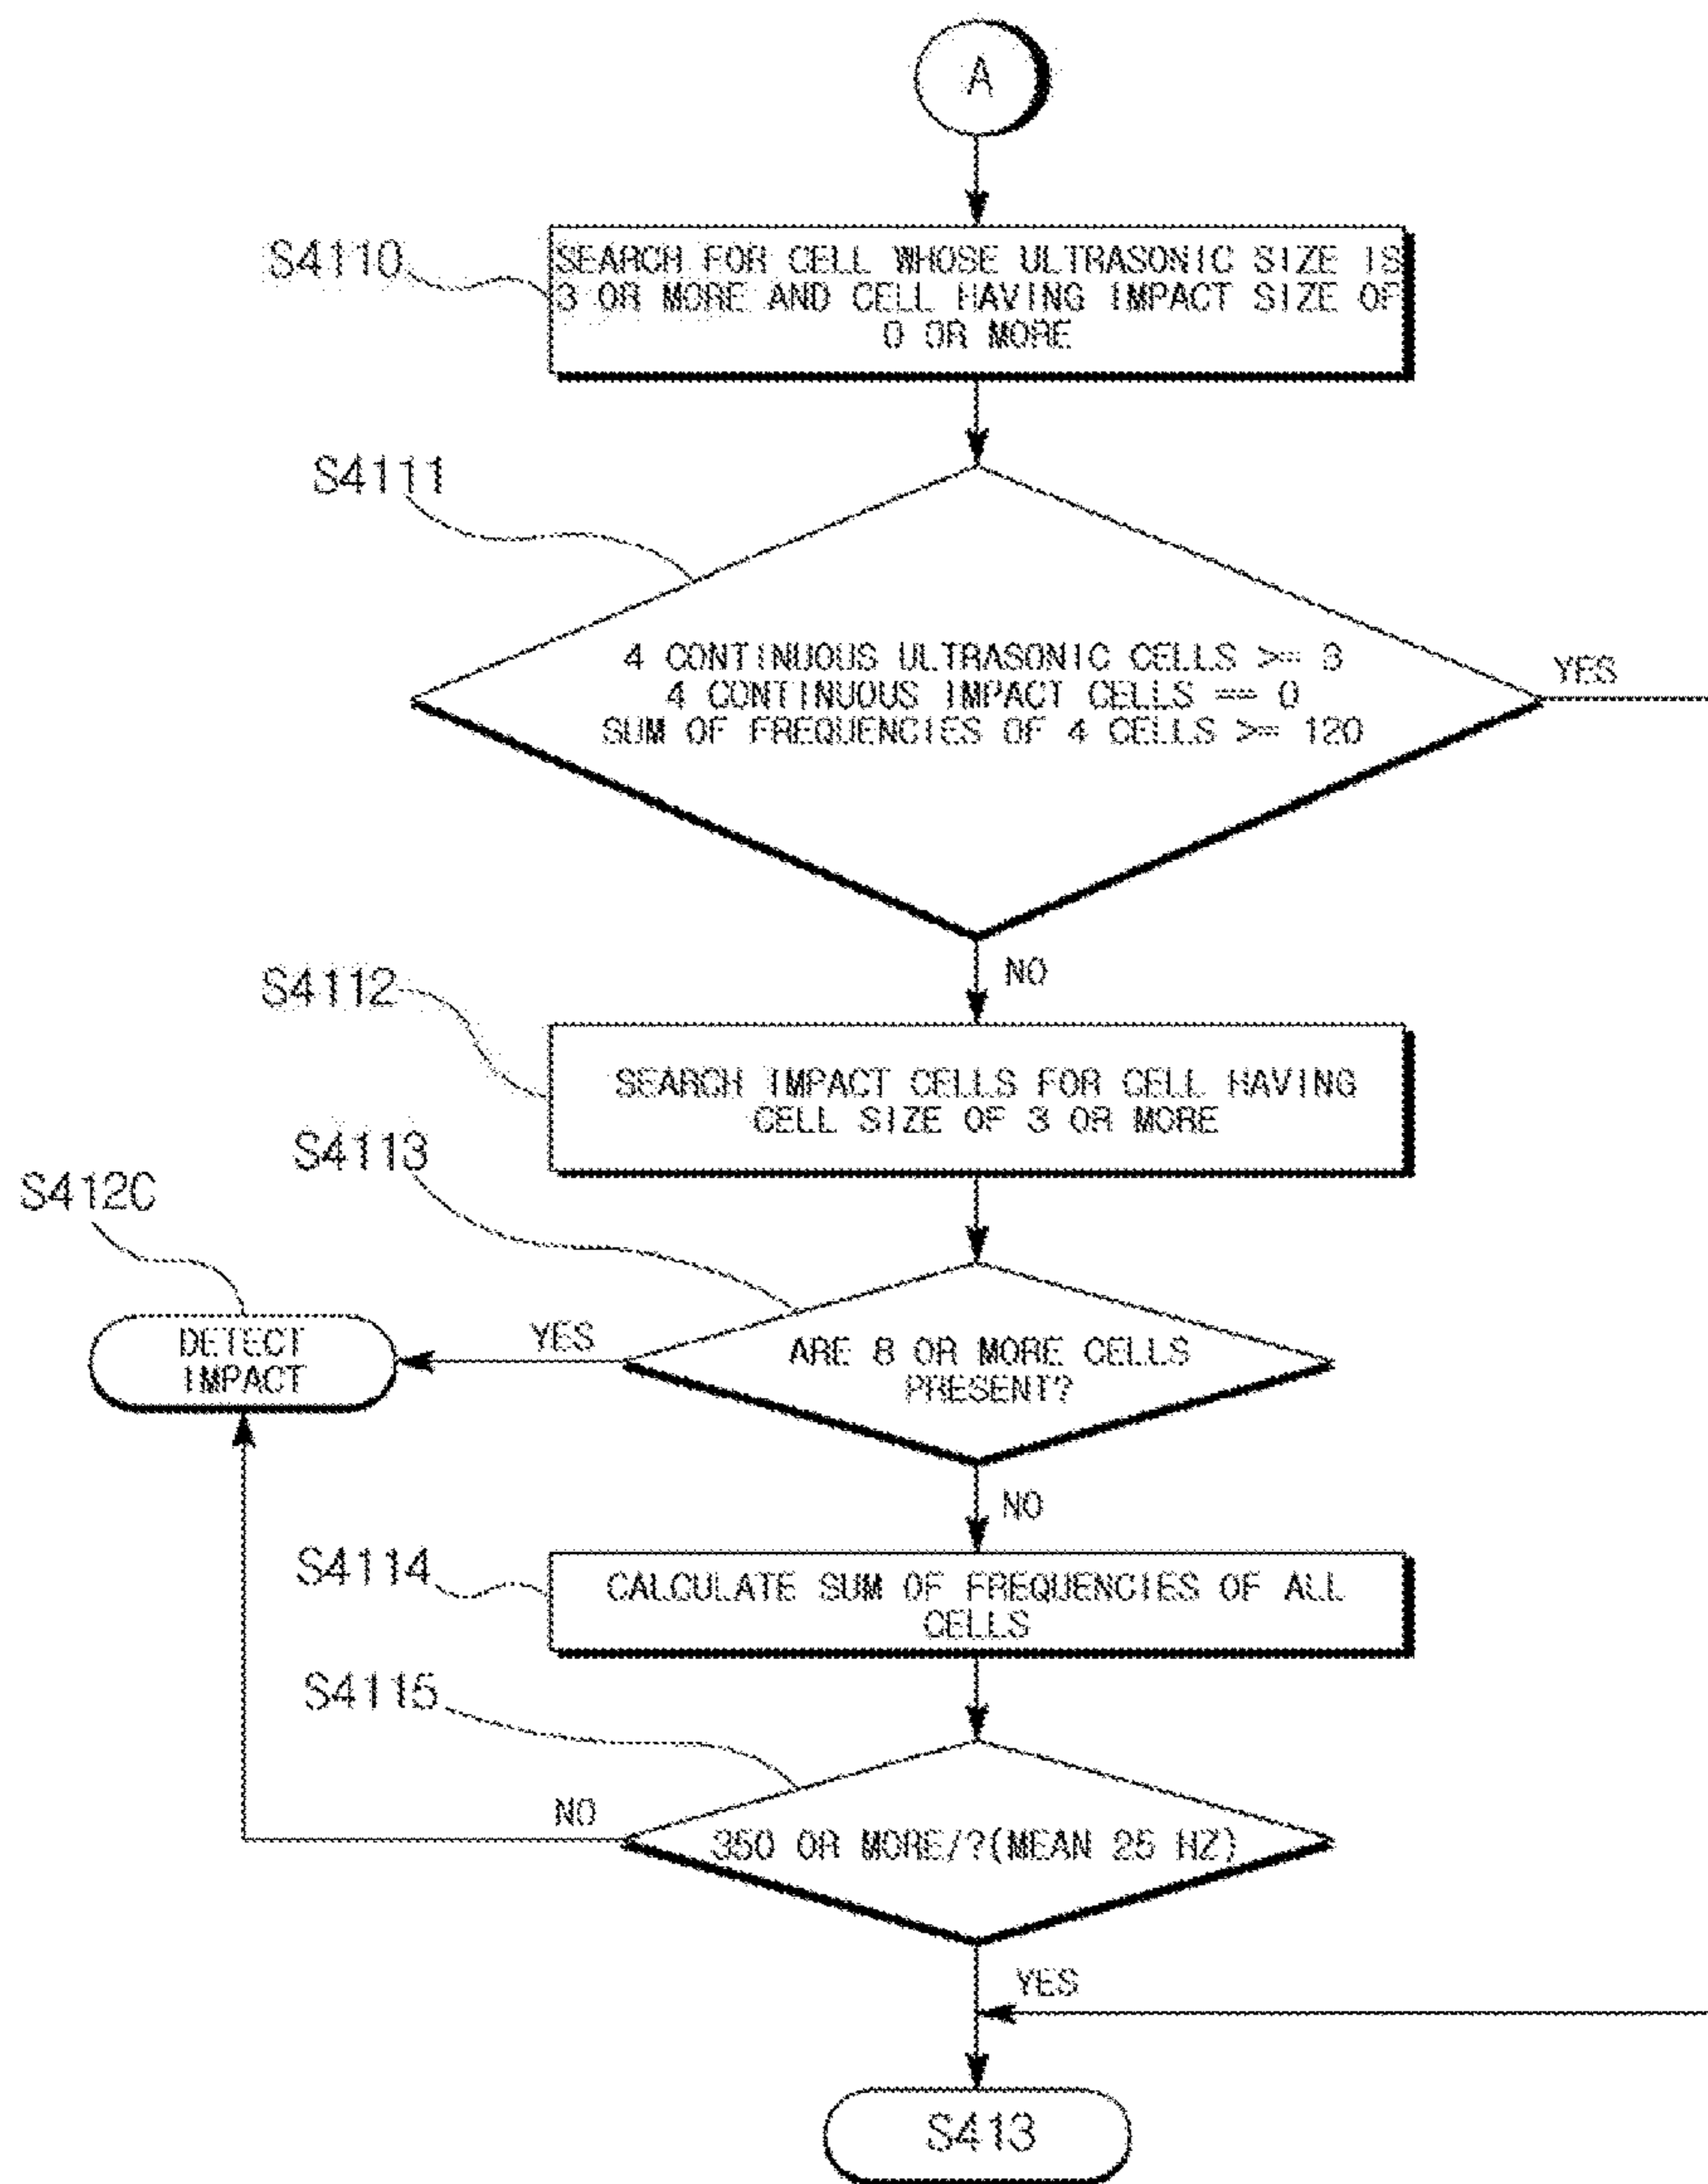 A
S4110
SEARCH FOR CELL WHOSE ULTRASONIC SIZE IS
3 OR MORE AND CELL HAVING IMPACT SIZE OF
0 OR MORE
S4111
4 CONTINUOUS ULTRASONIC CELLS >= 3
4 CONTINUOUS IMPACT CELLS == 0
SUM OF FREQUENCIES OF 4 CELLS >= 120
YES
NO
S4112
SEARCH IMPACT CELLS FOR CELL HAVING
CELL SIZE OF 3 OR MORE
S4113
S412C
DETECT
IMPACT
YES
ARE 8 OR MORE CELLS
PRESENT?
NO
S4114
CALCULATE SUM OF FREQUENCIES OF ALL
CELLS
S4115
NO
350 OR MORE/?(MEAN 25 HZ)
YES
S413